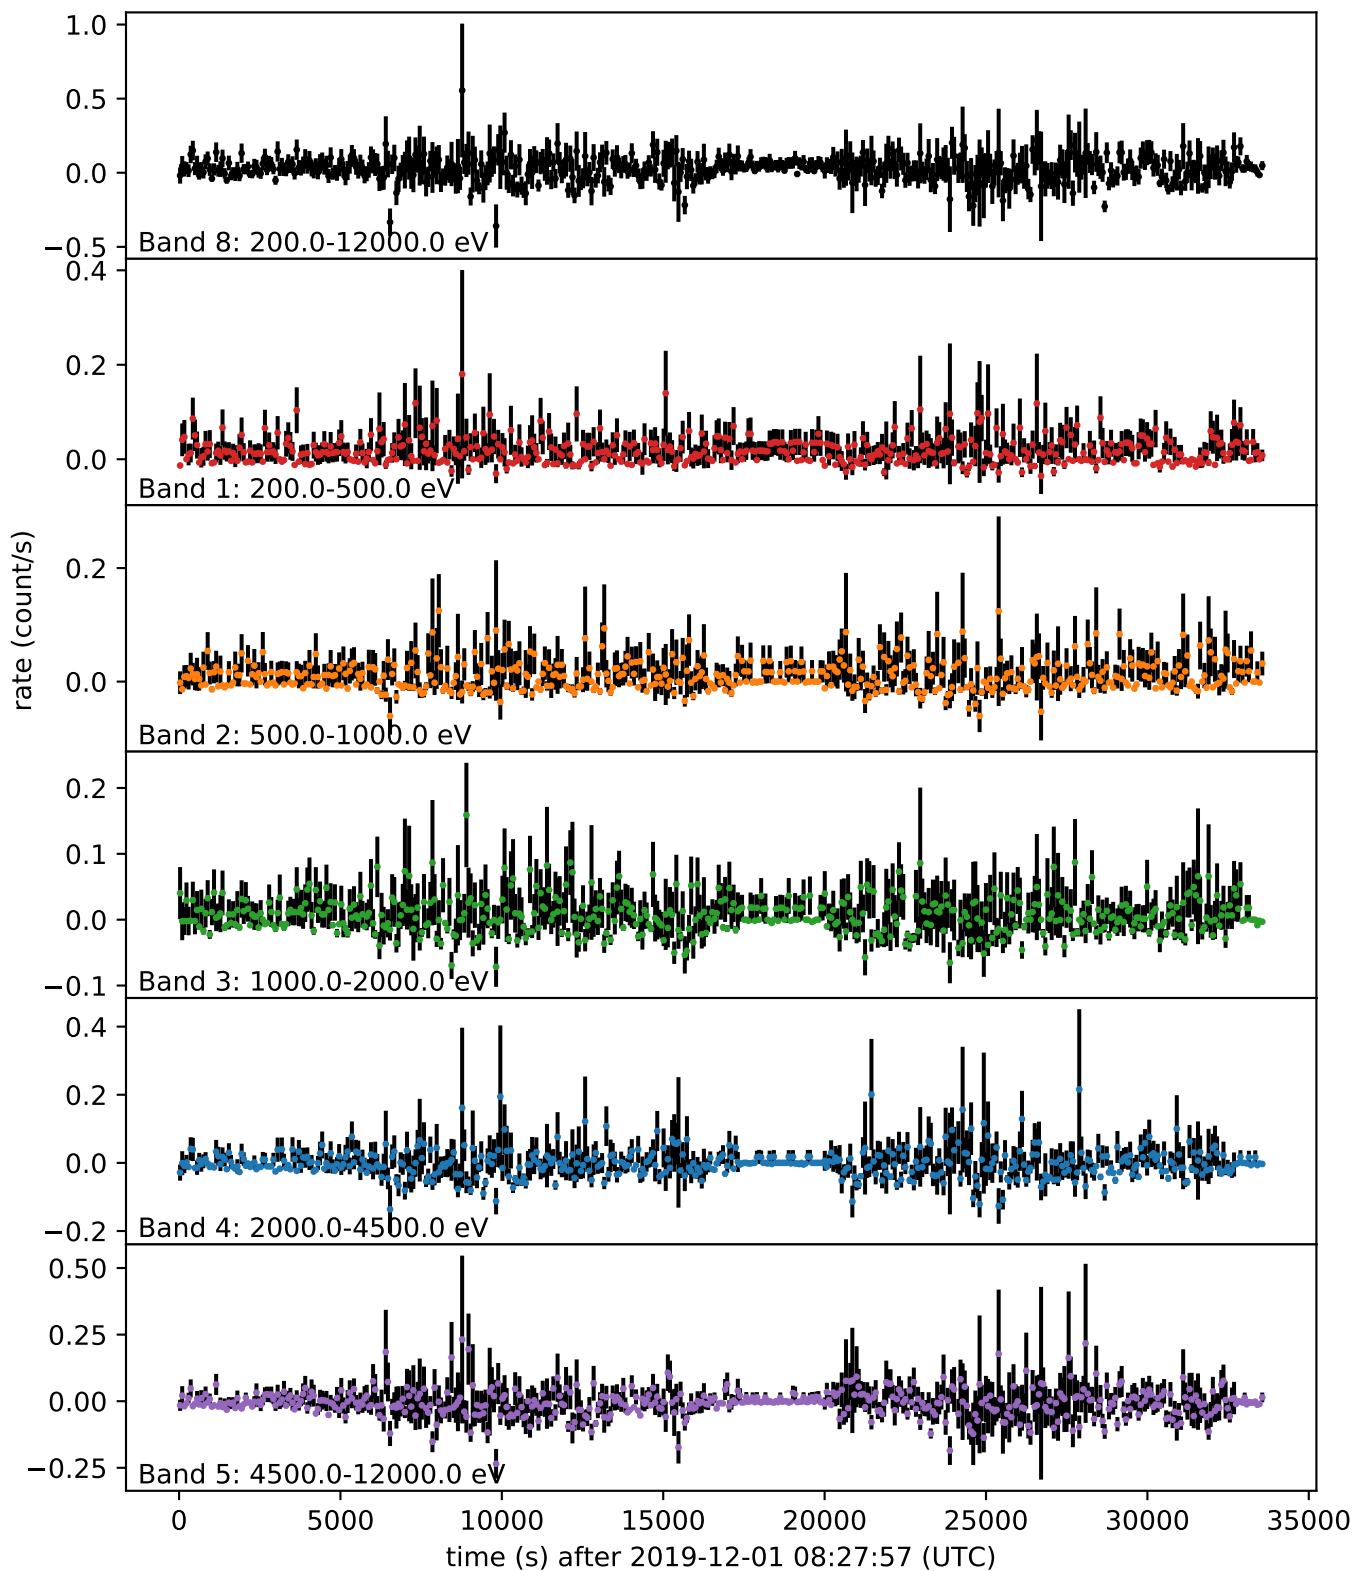 1.0
0.5
0.0
−0.5
Band 8: 200.0-12000.0 eV
0.4
0.2
0.0
Band 1: 200.0-500.0 eV
rate (count/s)
0.2
0.0
Band 2: 500.0-1000.0 eV
0.2
0.1
0.0
−0.1
Band 3: 1000.0-2000.0 eV
0.4
0.2
0.0
−0.2
Band 4: 2000.0-4500.0 eV
0.50
0.25
0.00
−0.25
Band 5: 4500.0-12000.0 eV
0 5000 10000 15000 20000 25000 30000 35000
time (s) after 2019-12-01 08:27:57 (UTC)